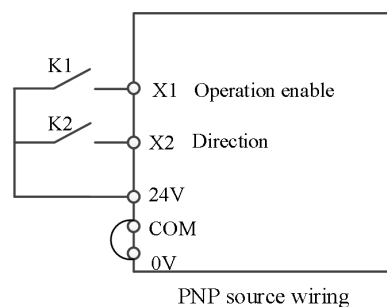 K1
X1 Operation enable
K2
X2 Direction
24V
COM
0V
PNP source wiring